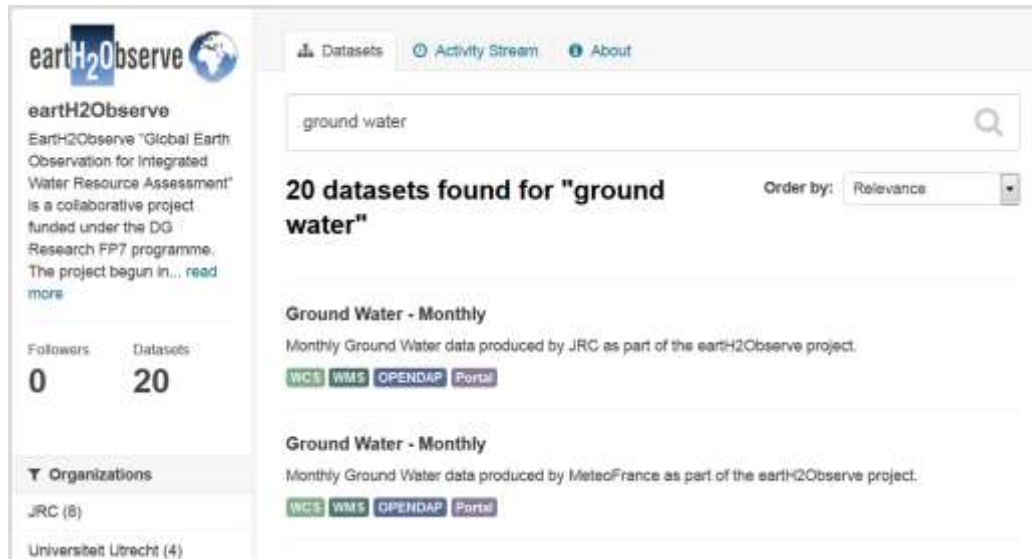 eartH2Observe
eartH2Observe
EartH2Observe "Global Earth
Observation for Integrated
Water Resource Assessment"
is a collaborative project
funded under the DG
Research FP7 programme.
The project begun in... read
more
Followers Datasets
0 20
Organizations
JRC (8)
Universiteit Utrecht (4)
Datasets Activity Stream About
ground water
20 datasets found for "ground
water"
Order by: Relevance
Ground Water - Monthly
Monthly Ground Water data produced by JRC as part of the eartH2Observe project.
WCS WMS OPENDAP Portal
Ground Water - Monthly
Monthly Ground Water data produced by MeteoFrance as part of the eartH2Observe project.
WCS WMS OPENDAP Portal